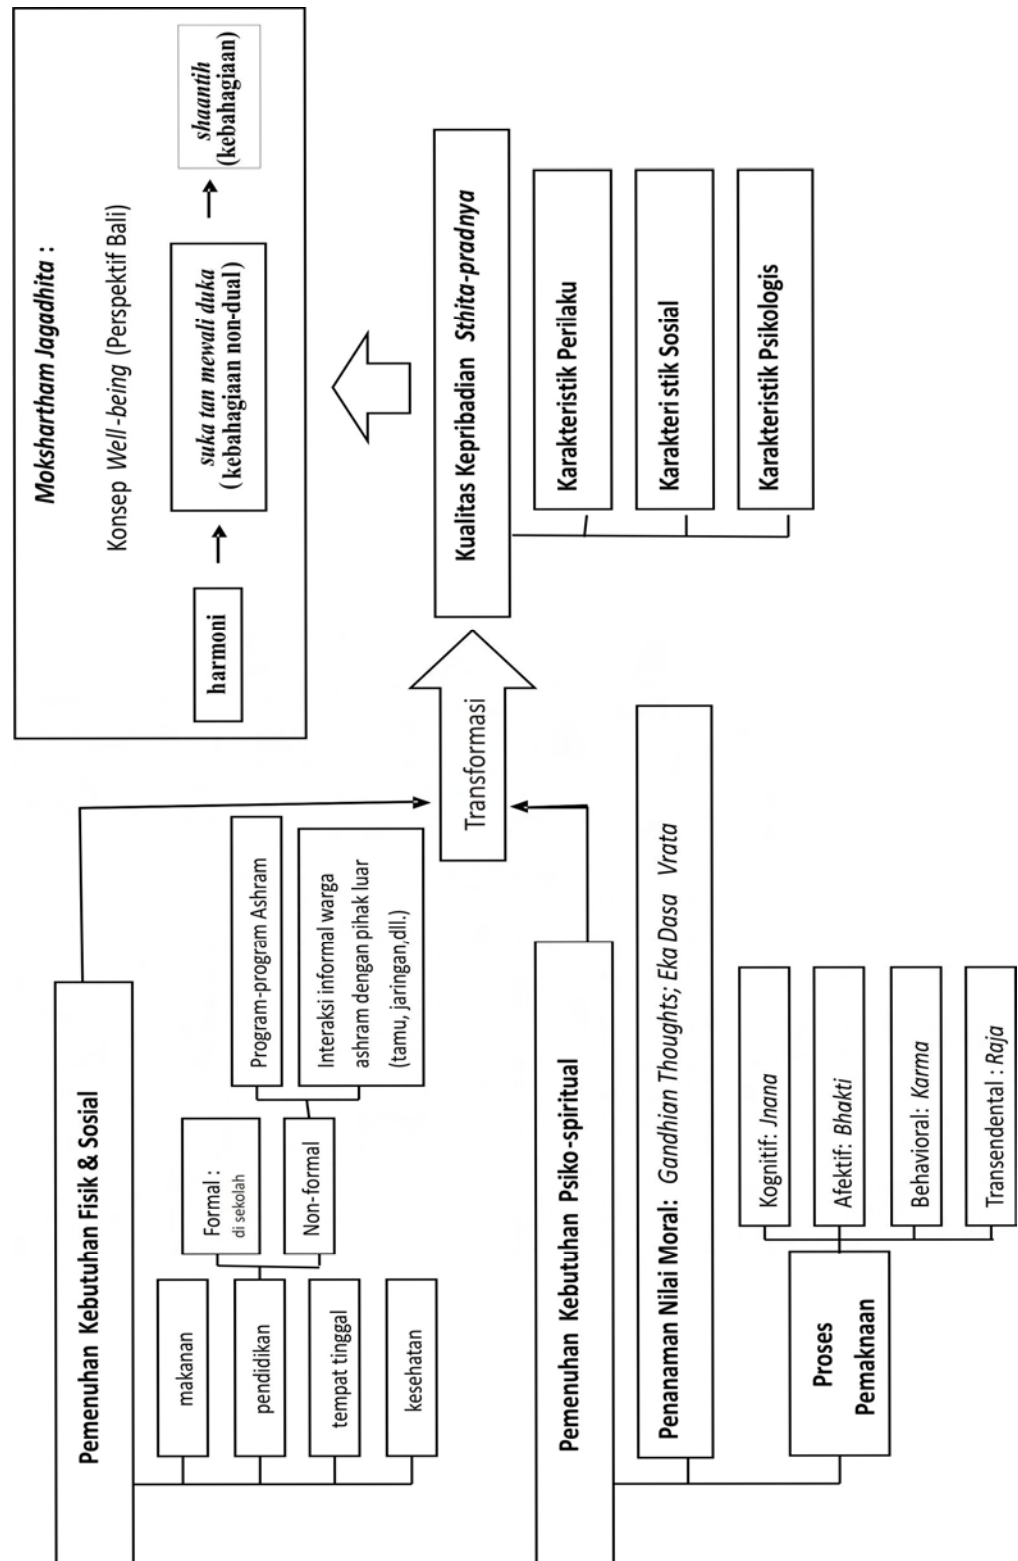 Pemenuhan Kebutuhan Fisik & Sosial
makanan
pendidikan
tempat tinggal
kesehatan
Formal :
di sekolah
Non-formal
Program-program Ashram
Interaksi informal warga
ashram dengan pihak luar
(tamu, jaringan,dll.)
Pemenuhan Kebutuhan Psiko-spiritual
Penanaman Nilai Moral: Gandhian Thoughts; Eka Dasa Vrata
Proses
Pemaknaan
Kognitif: Jnana
Afektif: Bhakti
Behavioral: Karma
Transendental : Raja
Transformasi
Kualitas Kepribadian Sthita-pradnya
Karakteristik Perilaku
Karakteri stik Sosial
Karakteristik Psikologis
Mokshartham Jagadhita :
Konsep Well-being (Perspektif Bali)
harmoni
suka tan mewali duka
(kebahagiaan non-dual)
shaantih
(kebahagiaan)